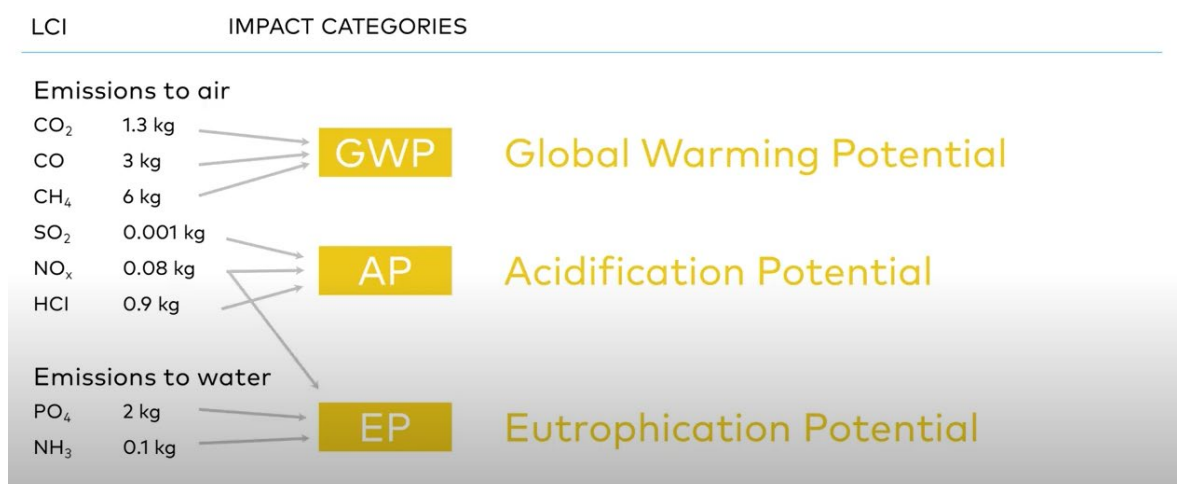 LCI IMPACT CATEGORIES
Emissions to air
CO₂ 1.3 kg
CO 3 kg
GWP Global Warming Potential
CH₄ 6 kg
SO₂ 0.001 kg
NOₓ 0.08 kg
AP Acidification Potential
HCl 0.9 kg
Emissions to water
PO₄ 2 kg
EP Eutrophication Potential
NH₃ 0.1 kg